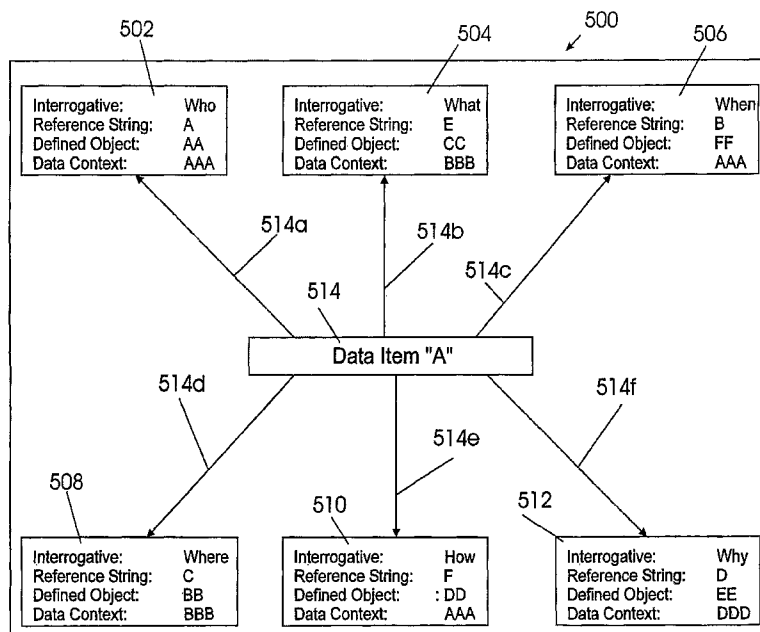 500
502
504
506
Interrogative: Who
Reference String: A
Defined Object: AA
Data Context: AAA
Interrogative: What
Reference String: E
Defined Object: CC
Data Context: BBB
Interrogative: When
Reference String: B
Defined Object: FF
Data Context: AAA
514a
514b
514c
514
Data Item "A"
514d
514e
514f
508
510
512
Interrogative: Where
Reference String: C
Defined Object: BB
Data Context: BBB
Interrogative: How
Reference String: F
Defined Object: : DD
Data Context: AAA
Interrogative: Why
Reference String: D
Defined Object: EE
Data Context: DDD